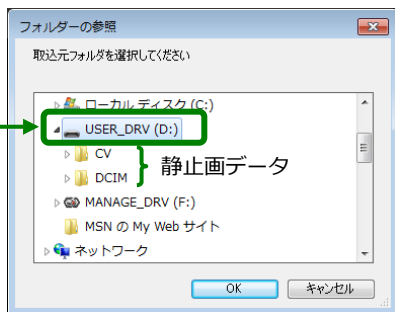 フォルダーの参照
取込元フォルダを選択してください
ローカル ディスク (C:)
USER_DRV (D:)
CV
DCIM
静止画データ
MANAGE_DRV (F:)
MSN の My Web サイト
ネットワーク
OK
キャンセル